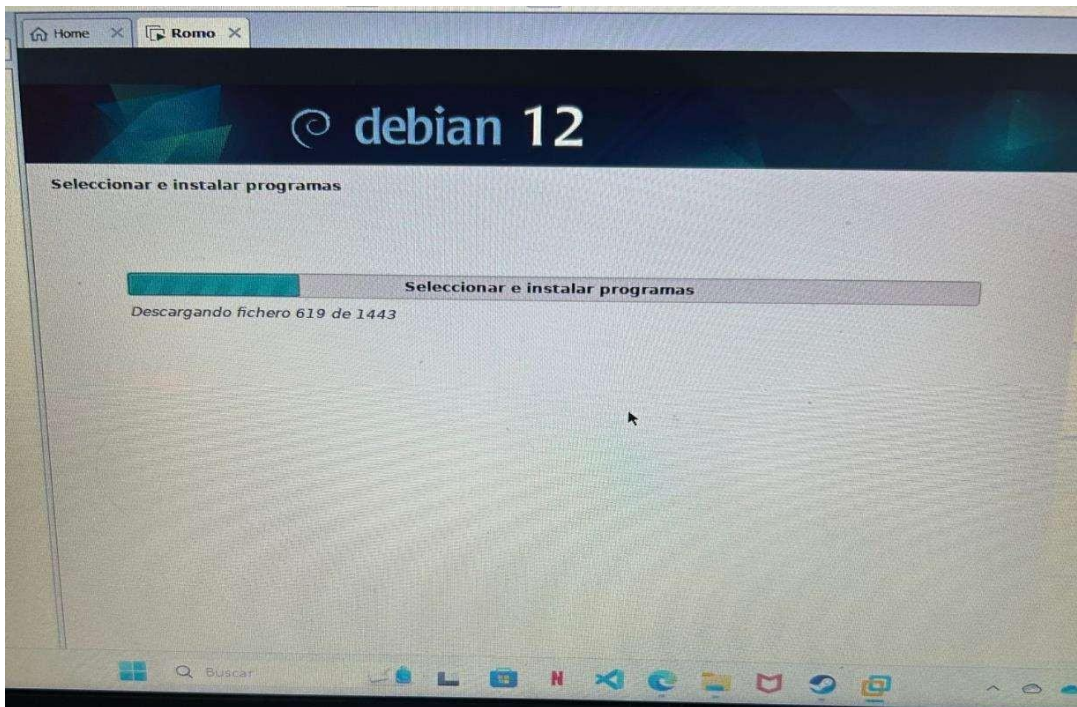 Home
Romo
debian 12
Seleccionar e instalar programas
Seleccionar e instalar programas
Descargando fichero 619 de 1443
Buscar
N